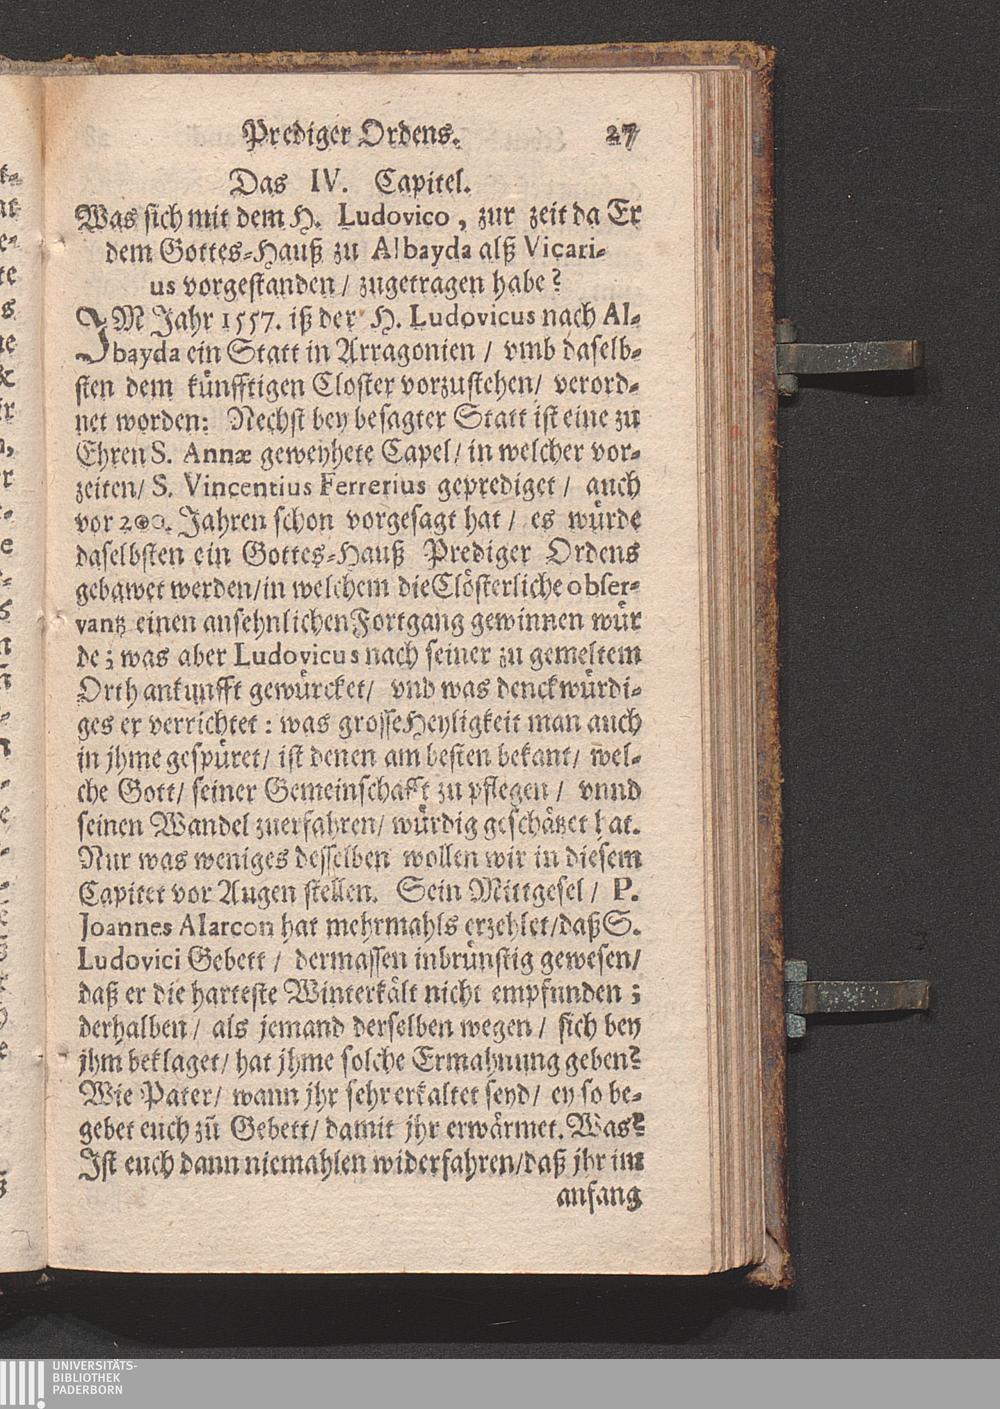 Prediger Ordens. 27
Das IV. Capitel.
Was sich mit dem H. Ludovico, zur zeit da Er
dem Gottes-Hauß zu Albayda alß Vicari-
us vorgestanden / zugetragen habe?
IM Jahr 1557. iß der H. Ludovicus nach Al-
bayda ein Statt in Arragonien / vmb daselb-
sten dem künfftigen Closter vorzustehen/ verord-
net worden: Nechst bey besagter Statt ist eine zu
Ehren S. Annæ geweyhete Capel/ in welcher vor-
zeiten/ S. Vincentius Ferrerius geprediget / auch
vor 200. Jahren schon vorgesagt hat / es würde
daselbsten ein Gottes-Hauß Prediger Ordens
gebawet werden/in welchem die Clösterliche obser-
vantz einen ansehnlichen Fortgang gewinnen wür
de; was aber Ludovicus nach seiner zu gemeltem
Orth ankunfft gewürcket/ vnd was denckwürdi-
ges er verrichtet: was grosse Heyligkeit man auch
in jhme gespüret/ ist denen am besten bekant/ wel-
che Gott/ seiner Gemeinschafft zu pflegen / vnnd
seinen Wandel zuerfahren/ würdig geschätzet hat.
Nur was weniges desselben wollen wir in diesem
Capitet vor Augen stellen. Sein Mittgesel / P.
Joannes Alarcon hat mehrmahls erzehlet/daß S.
Ludovici Gebett / dermassen inbrünstig gewesen/
daß er die harteste Winterkält nicht empfunden;
derhalben / als jemand derselben wegen / sich bey
jhm beklaget/ hat jhme solche Ermahnung geben?
Wie Pater/ wann jhr sehr erkaltet seyd/ ey so be-
gebet euch zū Gebett/ damit jhr erwärmet. Was?
Ist euch dann niemahlen widerfahren/daß jhr im
anfang
UNIVERSITÄTS-
BIBLIOTHEK
PADERBORN